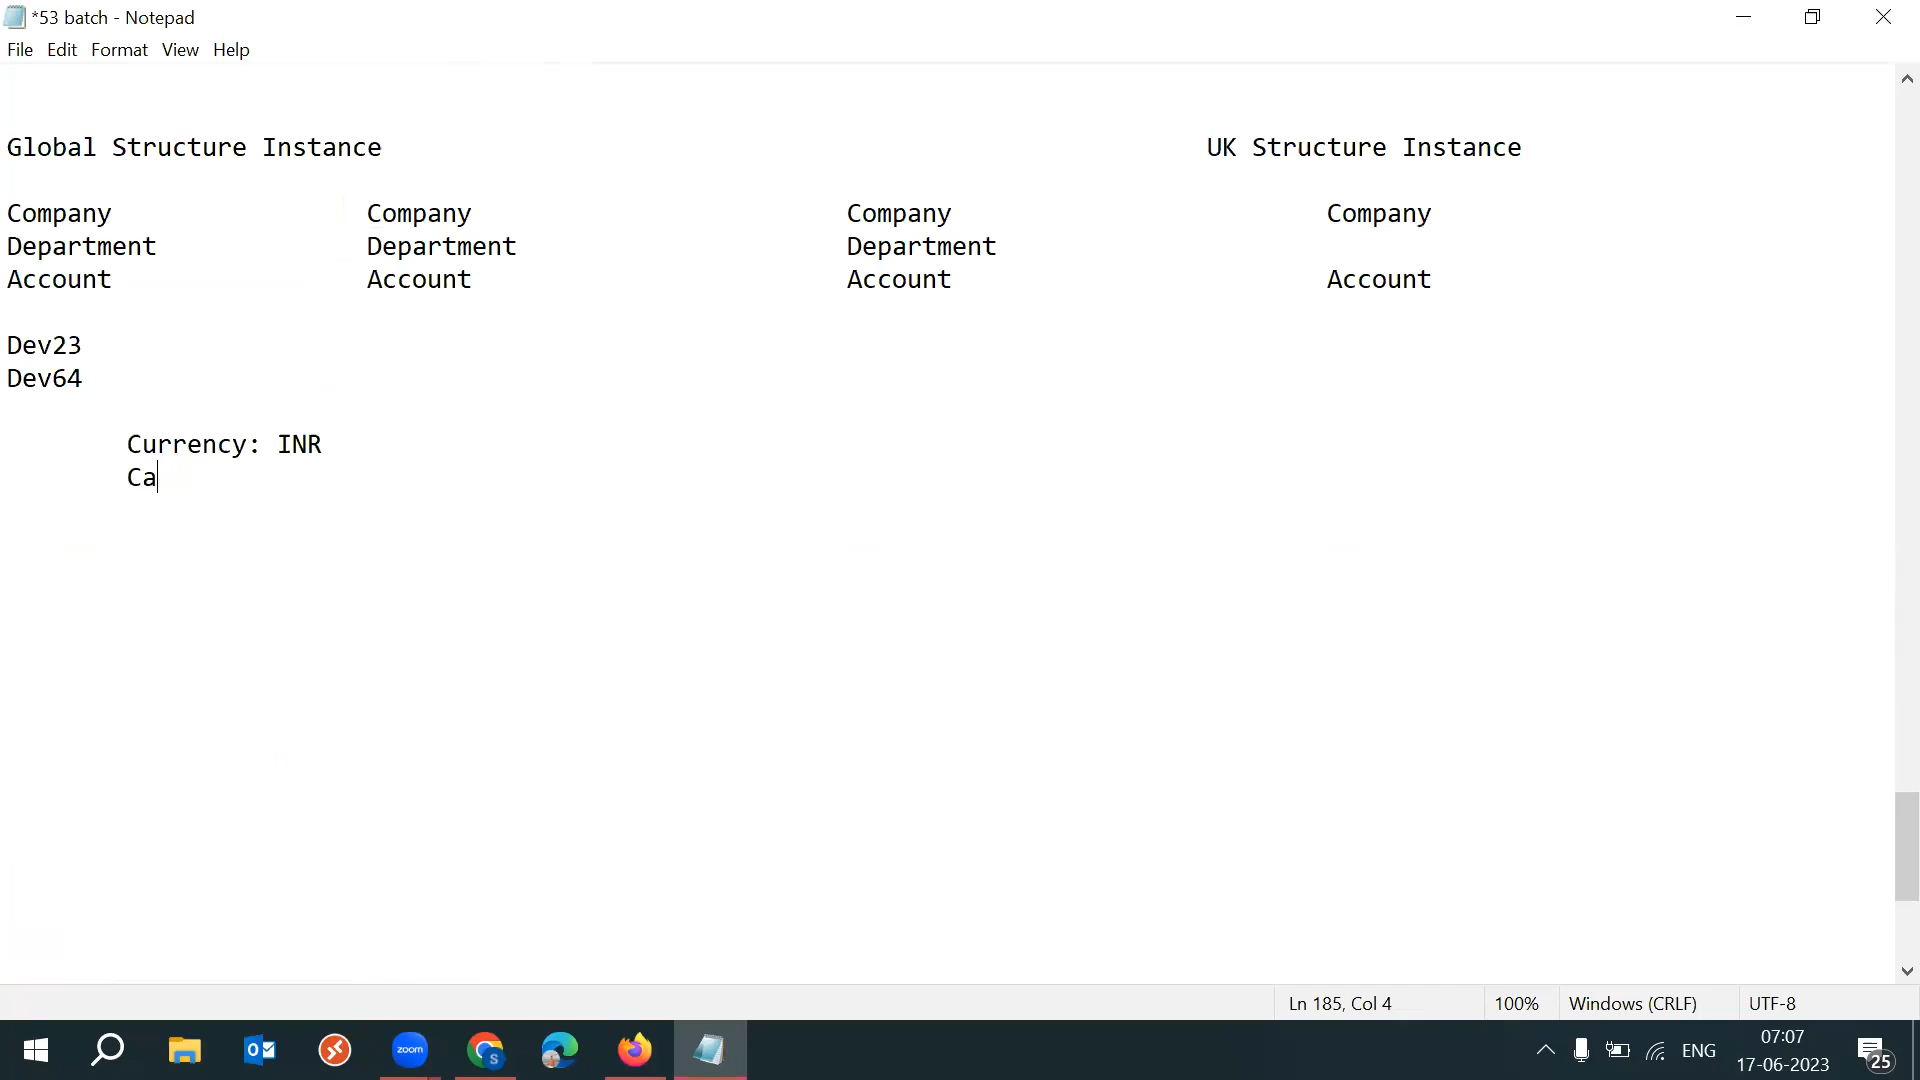 *53 batch - Notepad
File Edit Format View Help
Global Structure Instance UK Structure Instance
Company Company Company Company
Department Department Department
Account Account Account Account
Dev23
Dev64
Currency: INR
Ca
Ln 185, Col 4 100% Windows (CRLF) UTF-8
zoom S ENG 07:07
17-06-2023 25